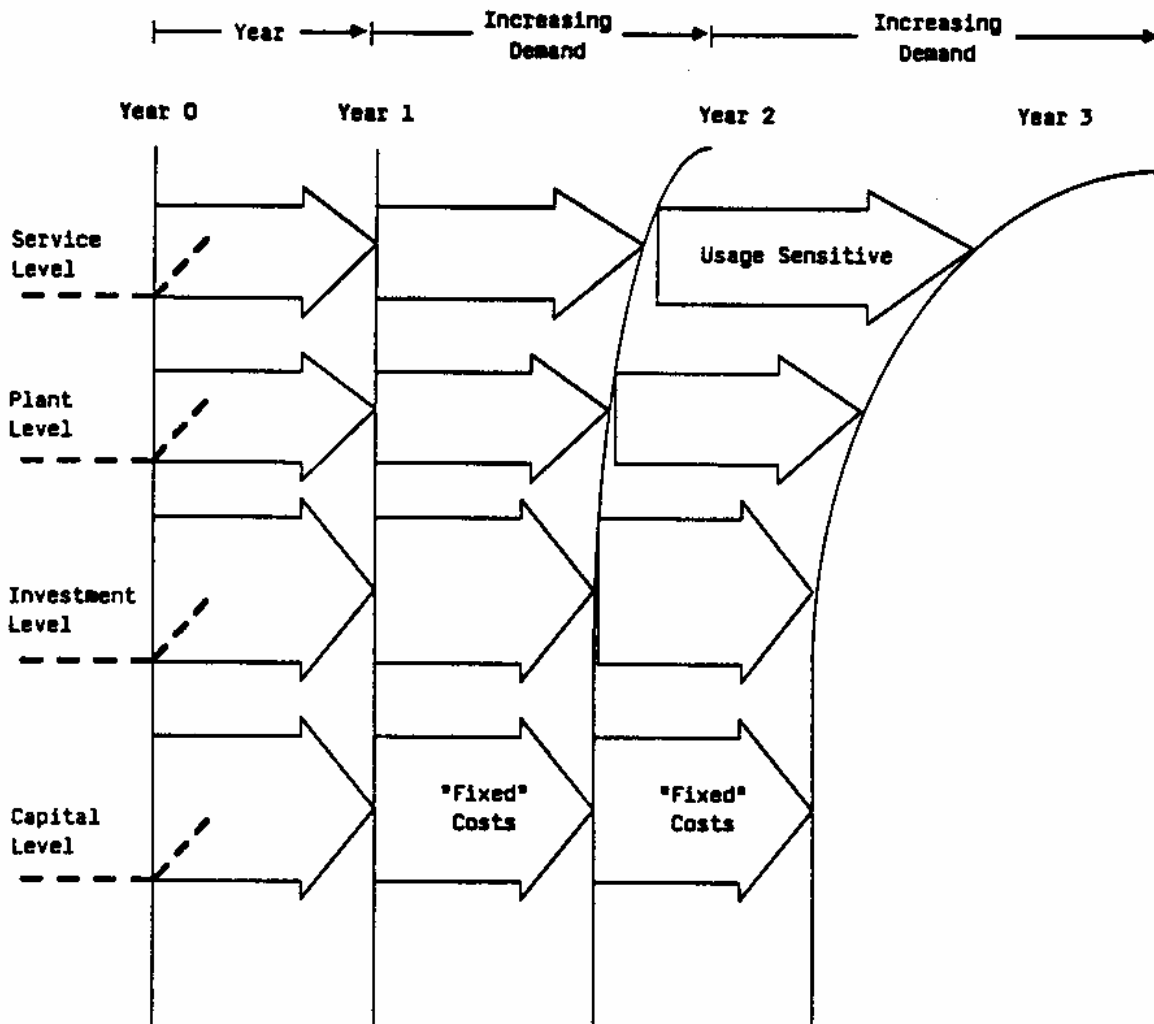 Year
Increasing
Demand
Increasing
Demand
Year 0
Year 1
Year 2
Year 3
Service
Level
Usage Sensitive
Plant
Level
Investment
Level
Capital
Level
"Fixed"
Costs
"Fixed"
Costs